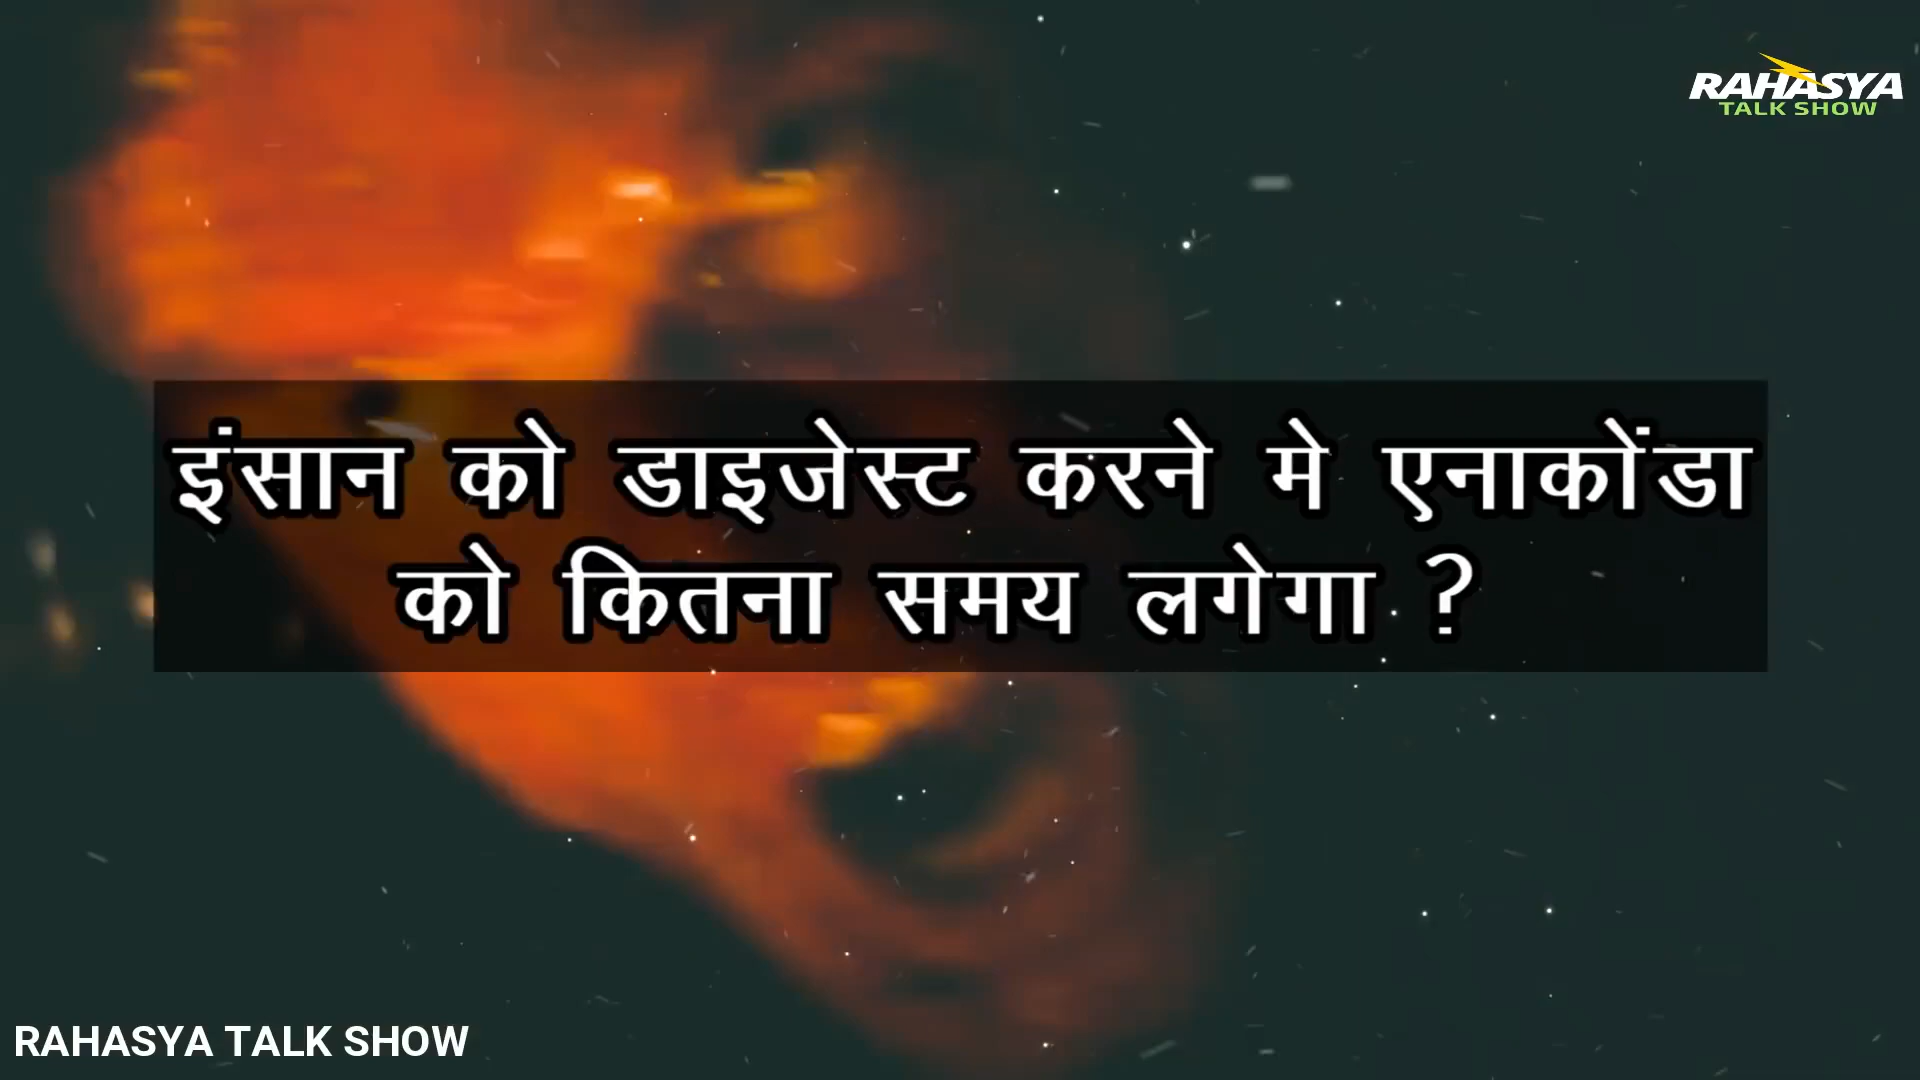 RAHASYA
TALK SHOW
इंसान को डाइजेस्ट करने मे एनाकोंडा
को कितना समय लगेगा ?
RAHASYA TALK SHOW